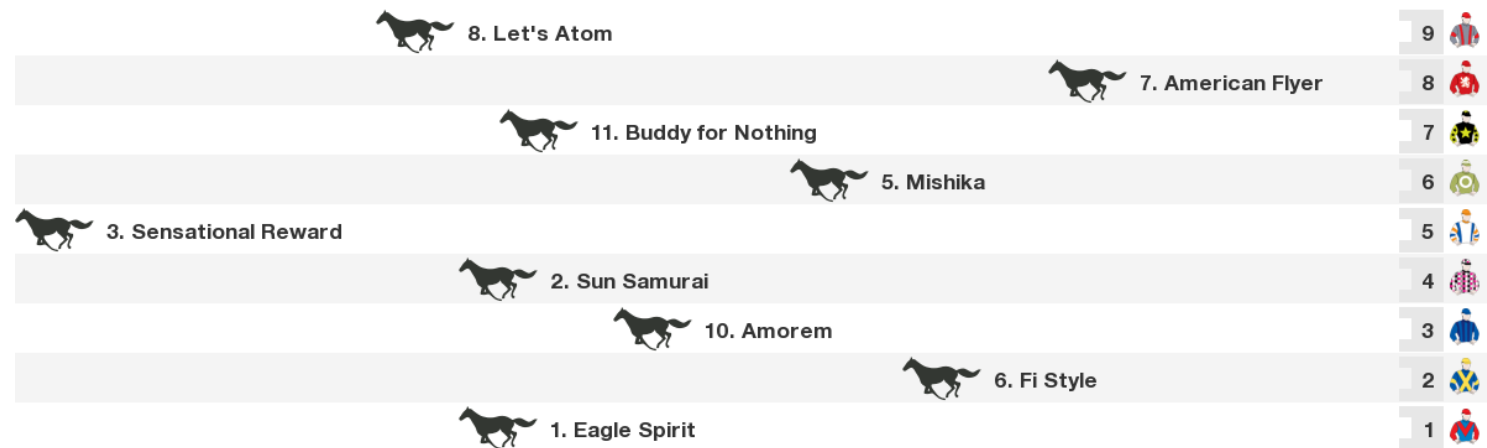 8. Let's Atom 9
7. American Flyer 8
11. Buddy for Nothing 7
5. Mishika 6
3. Sensational Reward 5
2. Sun Samurai 4
10. Amorem 3
6. Fi Style 2
1. Eagle Spirit 1